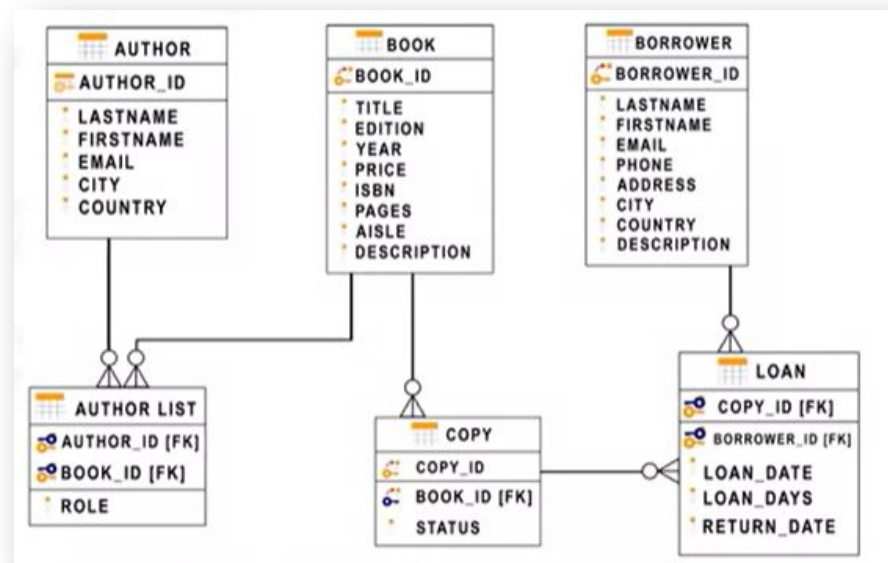 AUTHOR
AUTHOR_ID
LASTNAME
FIRSTNAME
EMAIL
CITY
COUNTRY
BOOK
BOOK_ID
TITLE
EDITION
YEAR
PRICE
ISBN
PAGES
AISLE
DESCRIPTION
BORROWER
BORROWER_ID
LASTNAME
FIRSTNAME
EMAIL
PHONE
ADDRESS
CITY
COUNTRY
DESCRIPTION
AUTHOR LIST
AUTHOR_ID [FK]
BOOK_ID [FK]
ROLE
COPY
COPY_ID
BOOK_ID [FK]
STATUS
LOAN
COPY_ID [FK]
BORROWER_ID [FK]
LOAN_DATE
LOAN_DAYS
RETURN_DATE